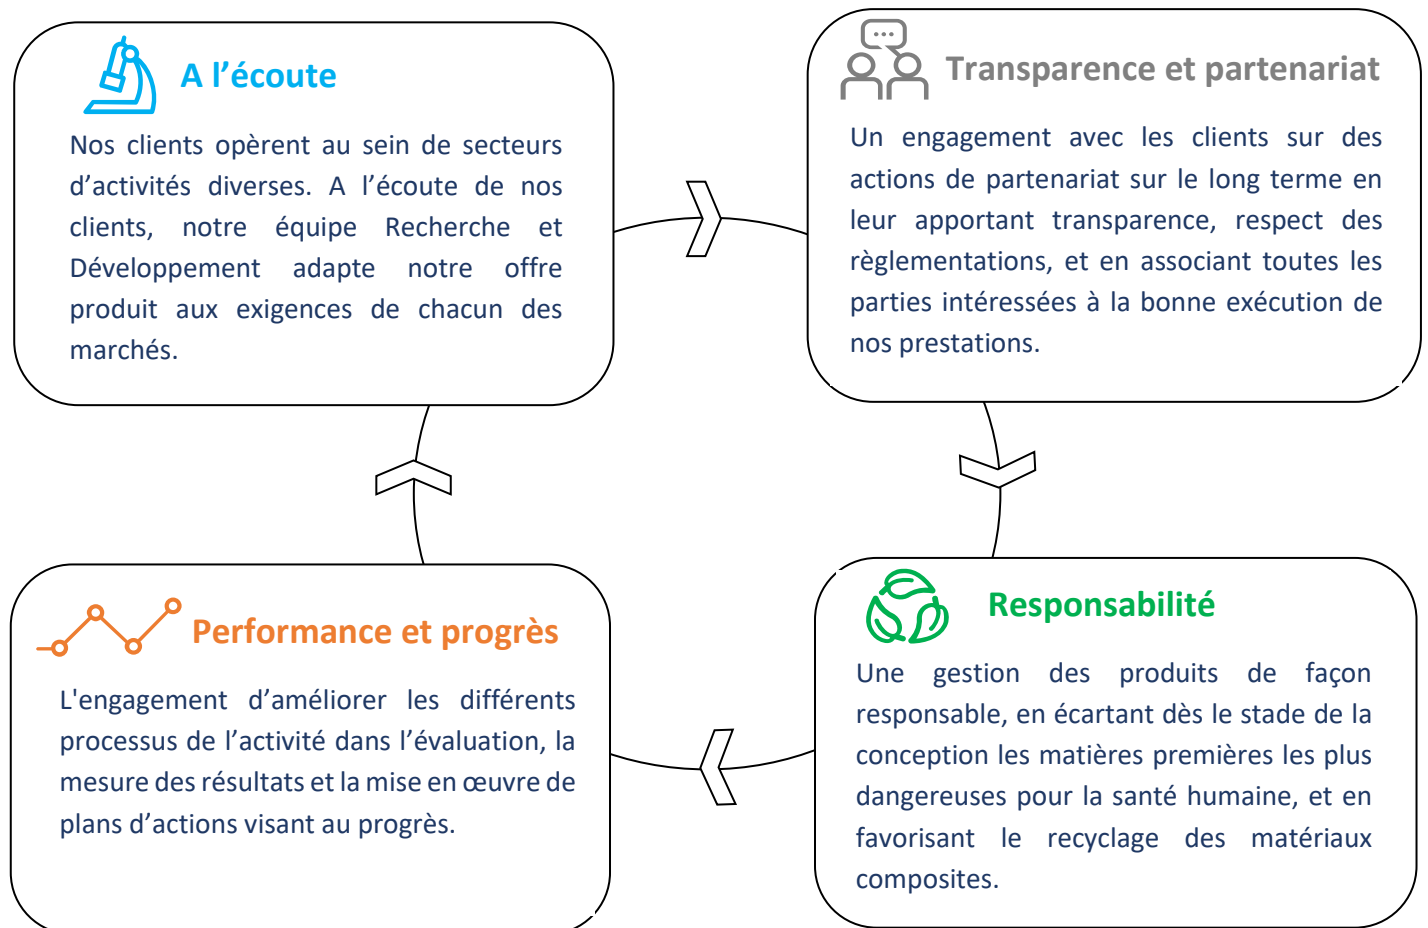 A l’écoute
Nos clients opèrent au sein de secteurs
d’activités diverses. A l’écoute de nos
clients, notre équipe Recherche et
Développement adapte notre offre
produit aux exigences de chacun des
marchés.
Transparence et partenariat
Un engagement avec les clients sur des
actions de partenariat sur le long terme en
leur apportant transparence, respect des
règlementations, et en associant toutes les
parties intéressées à la bonne exécution de
nos prestations.
Performance et progrès
L'engagement d’améliorer les différents
processus de l’activité dans l’évaluation, la
mesure des résultats et la mise en œuvre de
plans d’actions visant au progrès.
Responsabilité
Une gestion des produits de façon
responsable, en écartant dès le stade de la
conception les matières premières les plus
dangereuses pour la santé humaine, et en
favorisant le recyclage des matériaux
composites.